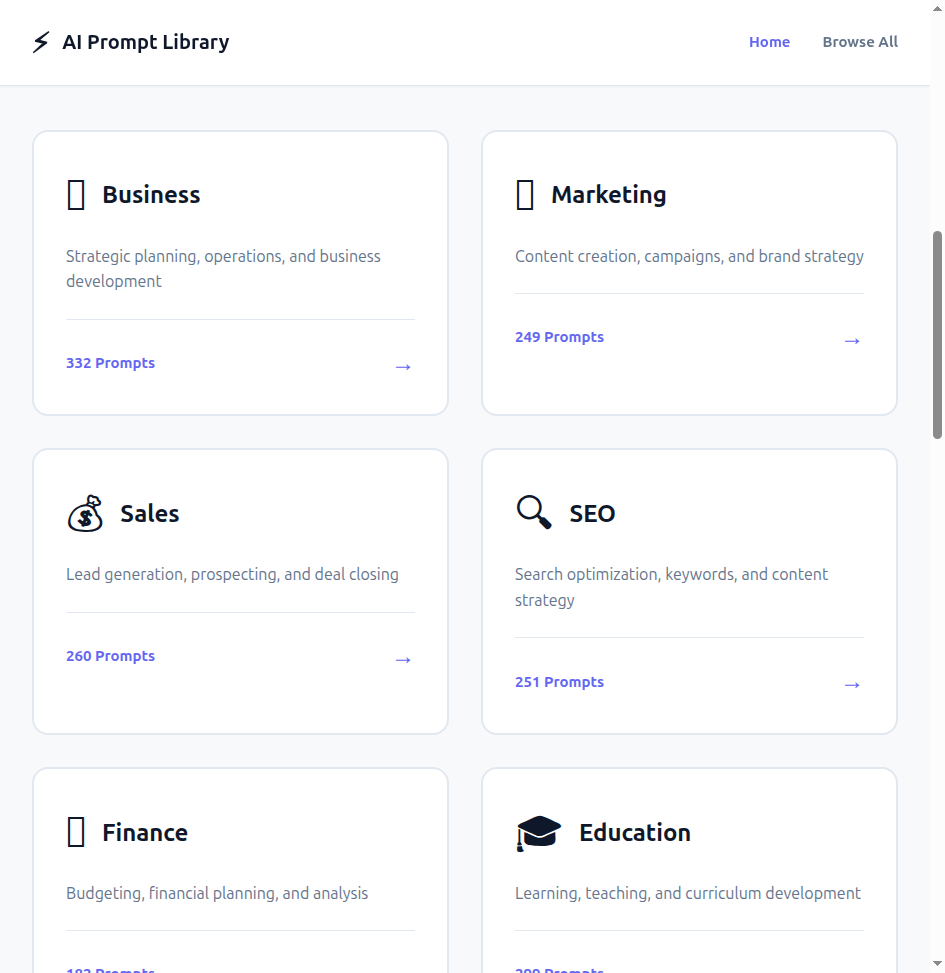 ⚡ AI Prompt Library
Home
Browse All
Business
Strategic planning, operations, and business
development
332 Prompts
→
Marketing
Content creation, campaigns, and brand strategy
249 Prompts
→
💰 Sales
Lead generation, prospecting, and deal closing
260 Prompts
→
🔍 SEO
Search optimization, keywords, and content
strategy
251 Prompts
→
Finance
Budgeting, financial planning, and analysis
🎓 Education
Learning, teaching, and curriculum development